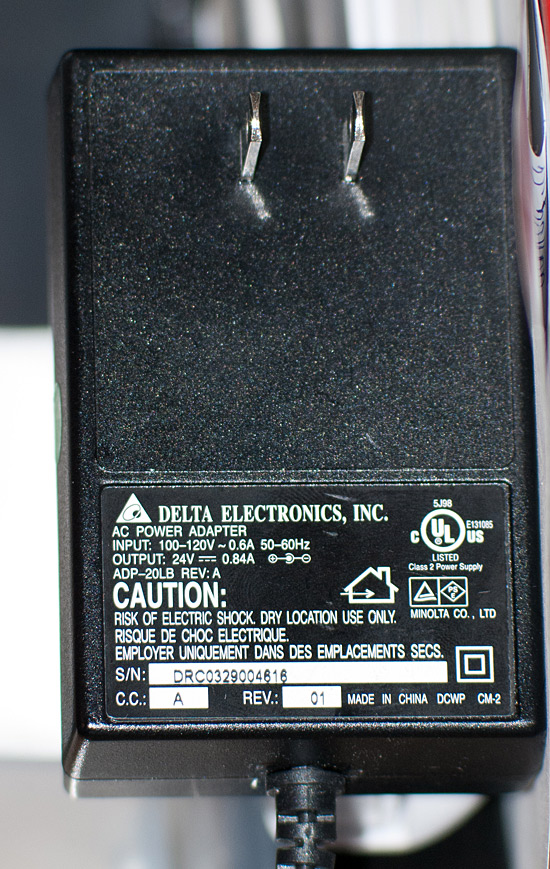 DELTA ELECTRONICS, INC.
AC POWER ADAPTER
INPUT: 100-120V ~ 0.6A 50-60Hz
OUTPUT: 24V ⎓ 0.84A
ADP-20LB REV: A
5J98
E131085
C UL US
LISTED
Class 2 Power Supply
PS E
MINOLTA CO., LTD
CAUTION:
RISK OF ELECTRIC SHOCK. DRY LOCATION USE ONLY.
RISQUE DE CHOC ELECTRIQUE.
EMPLOYER UNIQUEMENT DANS DES EMPLACEMENTS SECS.
S/N: DRC0329004616
C.C.: A REV.: 01 MADE IN CHINA DCWP CM-2